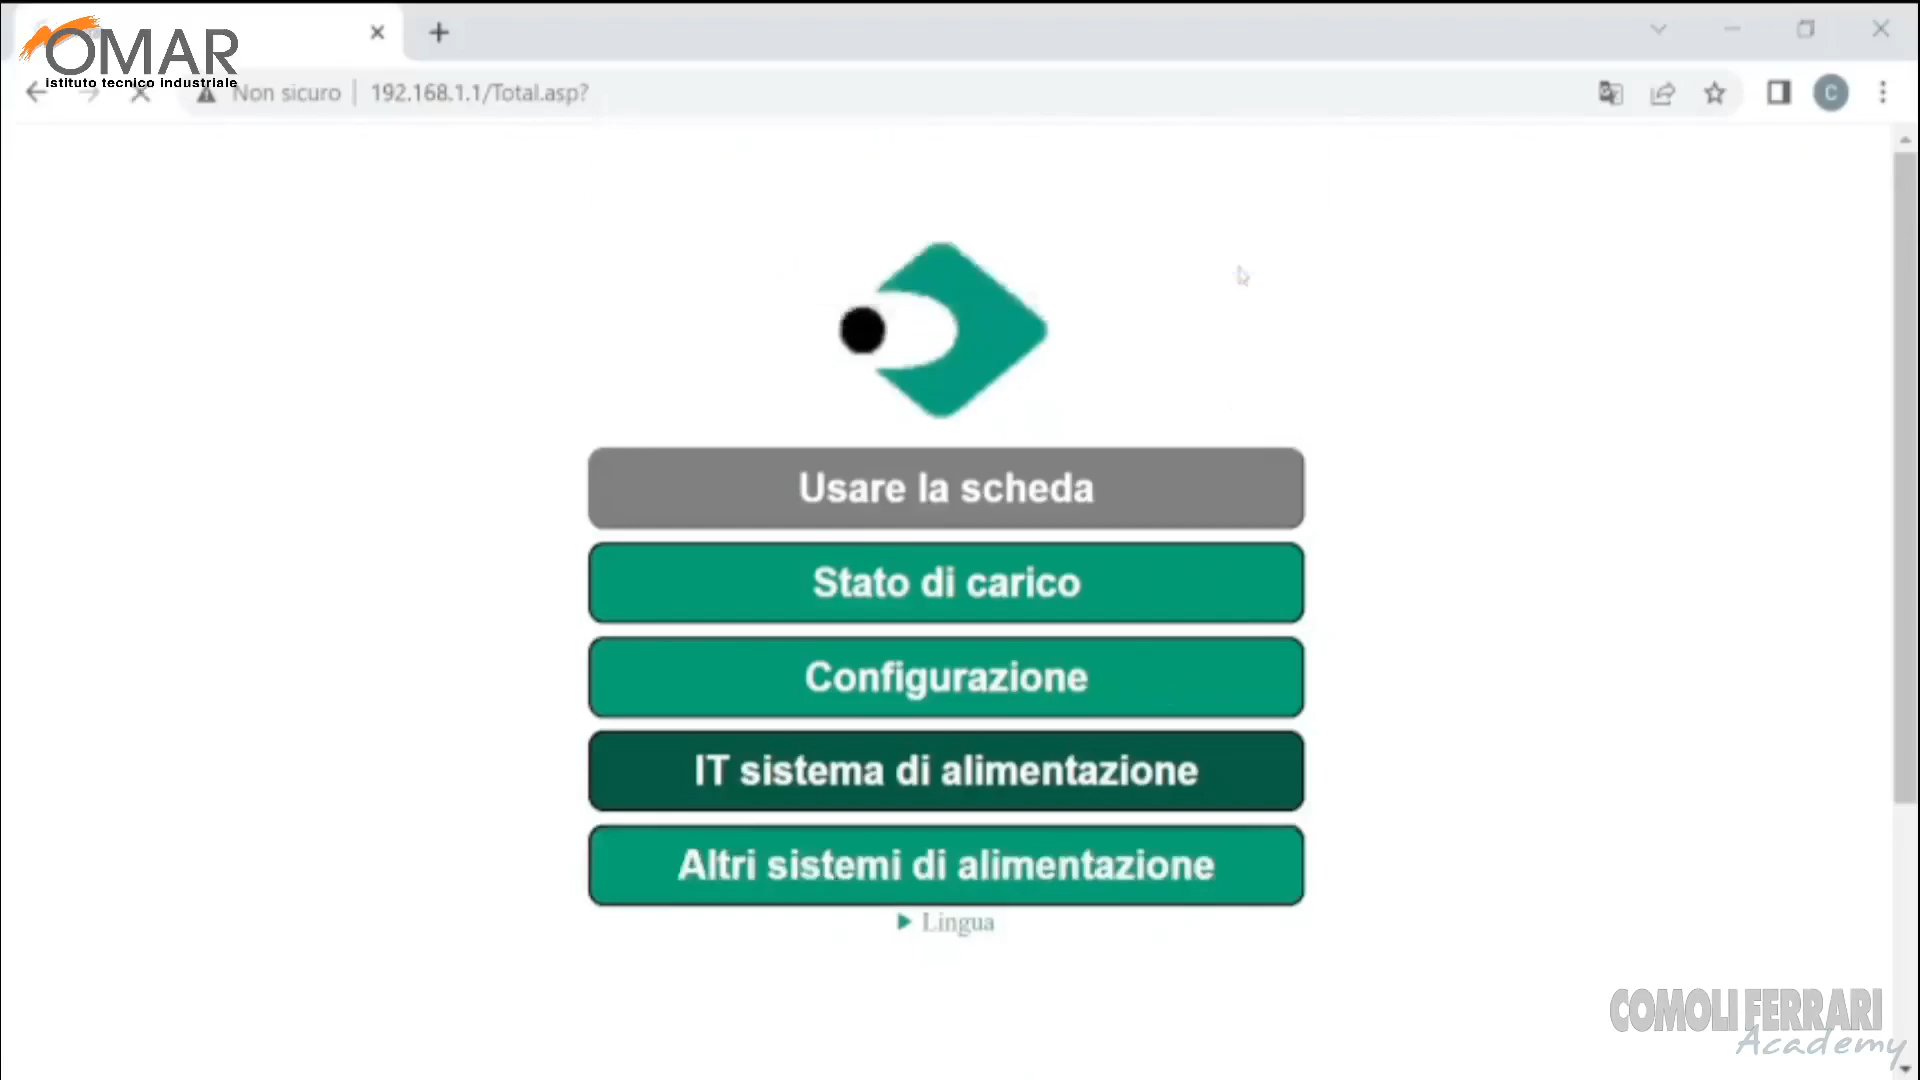 OMAR
istituto tecnico industriale
Non sicuro
192.168.1.1/Total.asp?
C
Usare la scheda
Stato di carico
Configurazione
IT sistema di alimentazione
Altri sistemi di alimentazione
Lingua
COMOLI FERRARI
Academy